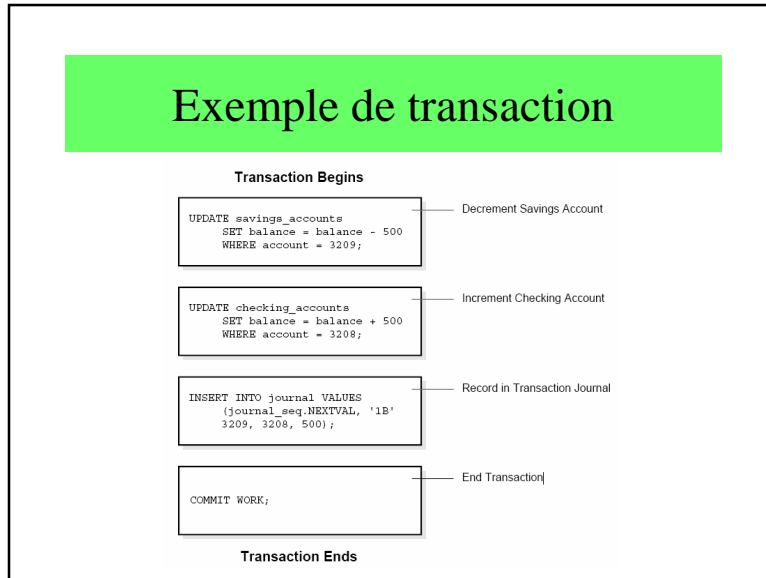 Exemple de transaction
Transaction Begins
UPDATE savings_accounts
SET balance = balance - 500
WHERE account = 3209;
Decrement Savings Account
UPDATE checking_accounts
SET balance = balance + 500
WHERE account = 3208;
Increment Checking Account
INSERT INTO journal VALUES
(journal_seq.NEXTVAL, '1B'
3209, 3208, 500);
Record in Transaction Journal
COMMIT WORK;
End Transaction
Transaction Ends